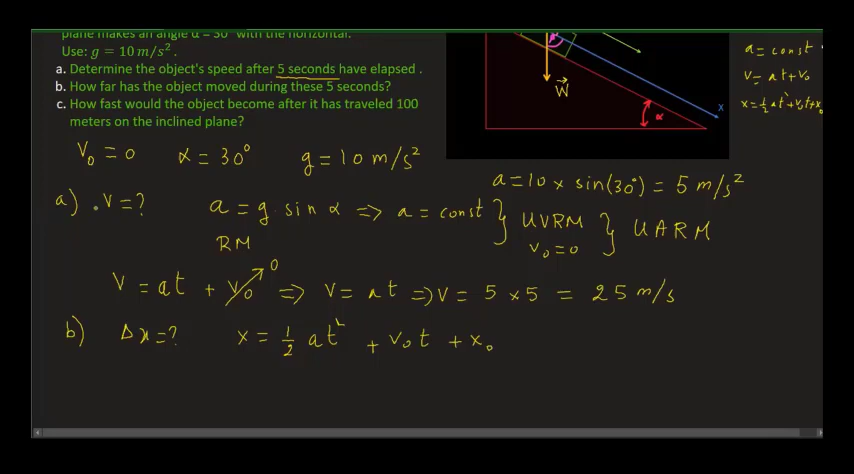 plane makes an angle α = 30° with the horizontal.
Use: g = 10 m/s².
a. Determine the object's speed after 5 seconds have elapsed .
b. How far has the object moved during these 5 seconds?
c. How fast would the object become after it has traveled 100
meters on the inclined plane?
W
α
x
a = const
v = at + v₀
x = ½ at² + v₀t + x₀
V₀ = 0 α = 30° g = 10 m/s²
a = 10 × sin(30°) = 5 m/s²
a) v = ? a = g . sin α => a = const } UVRM } UARM
RM v₀ = 0
V = at + V₀ 0 => v = at => v = 5 × 5 = 25 m/s
b) Δx = ? x = ½ at² + v₀t + x₀